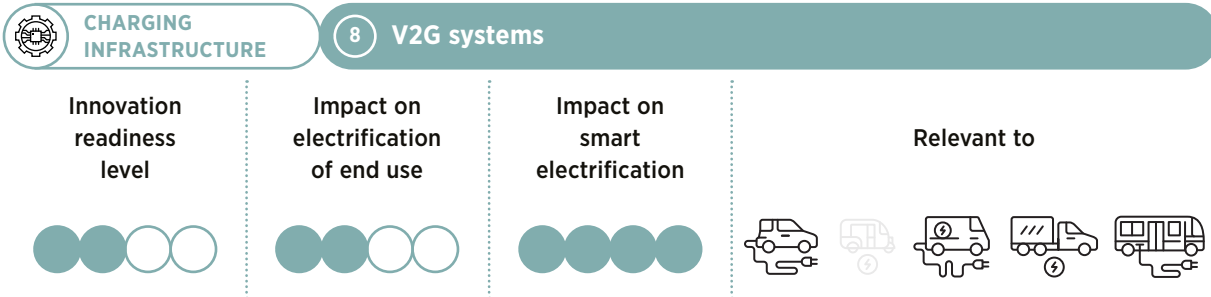 CHARGING
INFRASTRUCTURE
8 V2G systems
Innovation
readiness
level
Impact on
electrification
of end use
Impact on
smart
electrification
Relevant to